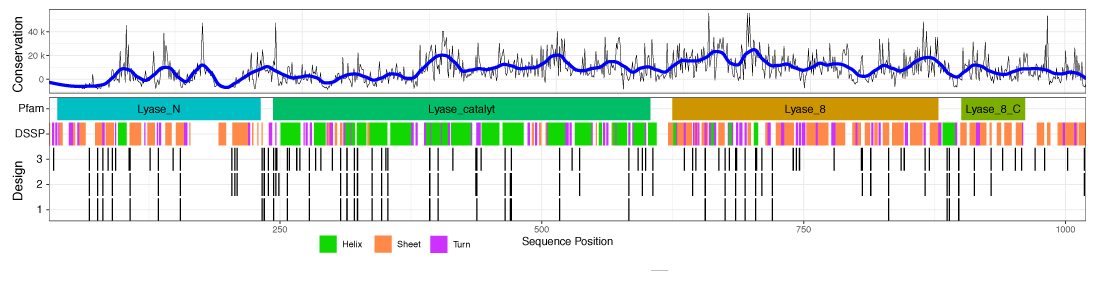 Conservation
40 k
20 k
0
Pfam
Lyase_N
Lyase_catalyt
Lyase_8
Lyase_8_C
DSSP
Design
3
2
1
250
500
750
1000
Sequence Position
Helix
Sheet
Turn